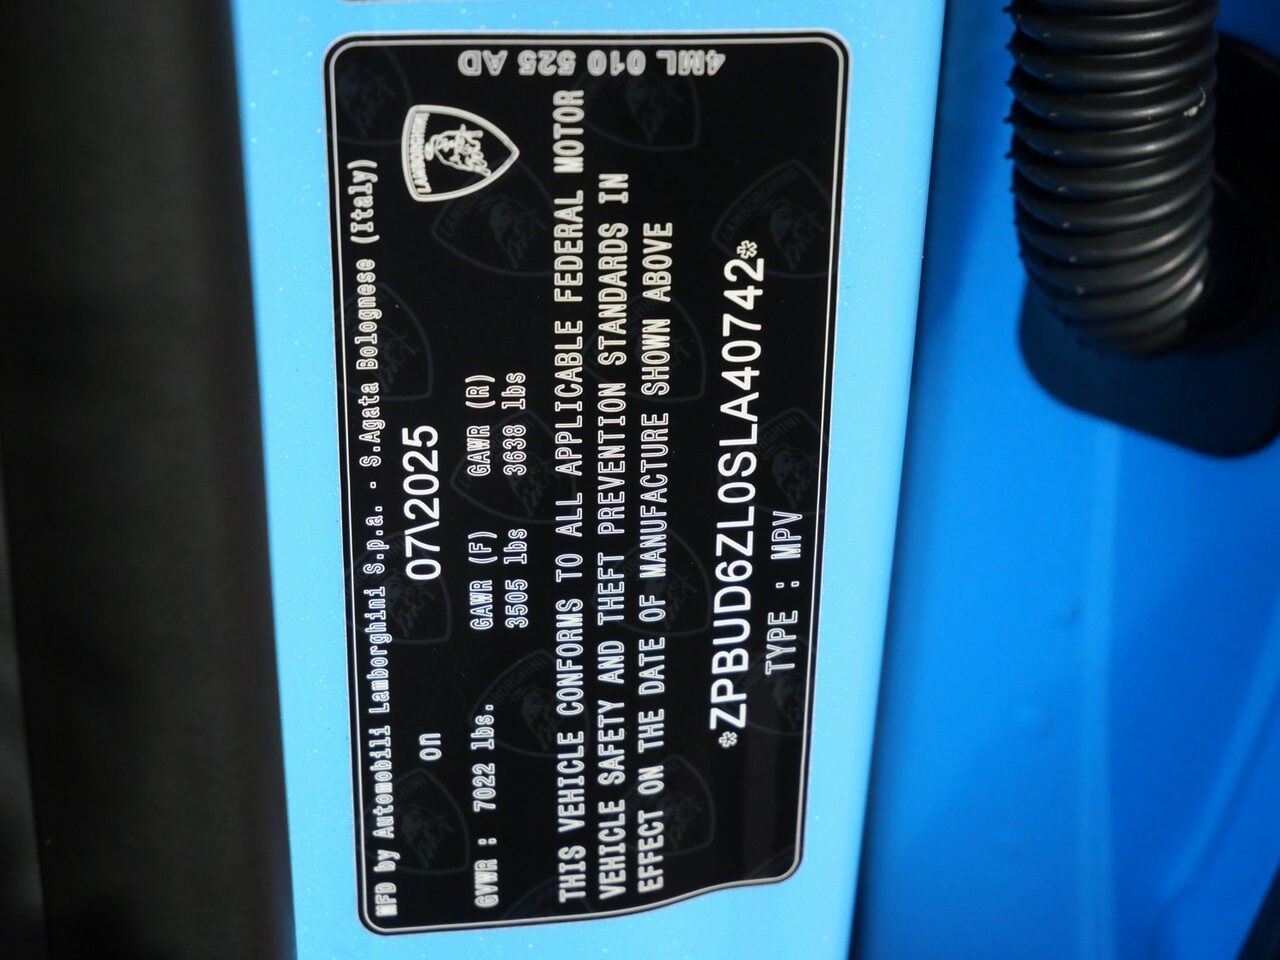 4ML 010 525 AD
LAMBORGHINI
MFD by Automobili Lamborghini S.p.a. - S.Agata Bolognese (Italy)
on 07\2025
GVWR : 7022 lbs. GAWR (F) GAWR (R)
3505 lbs 3638 lbs
THIS VEHICLE CONFORMS TO ALL APPLICABLE FEDERAL MOTOR
VEHICLE SAFETY AND THEFT PREVENTION STANDARDS IN
EFFECT ON THE DATE OF MANUFACTURE SHOWN ABOVE
*ZPBUD6ZL0SLA40742*
TYPE : MPV